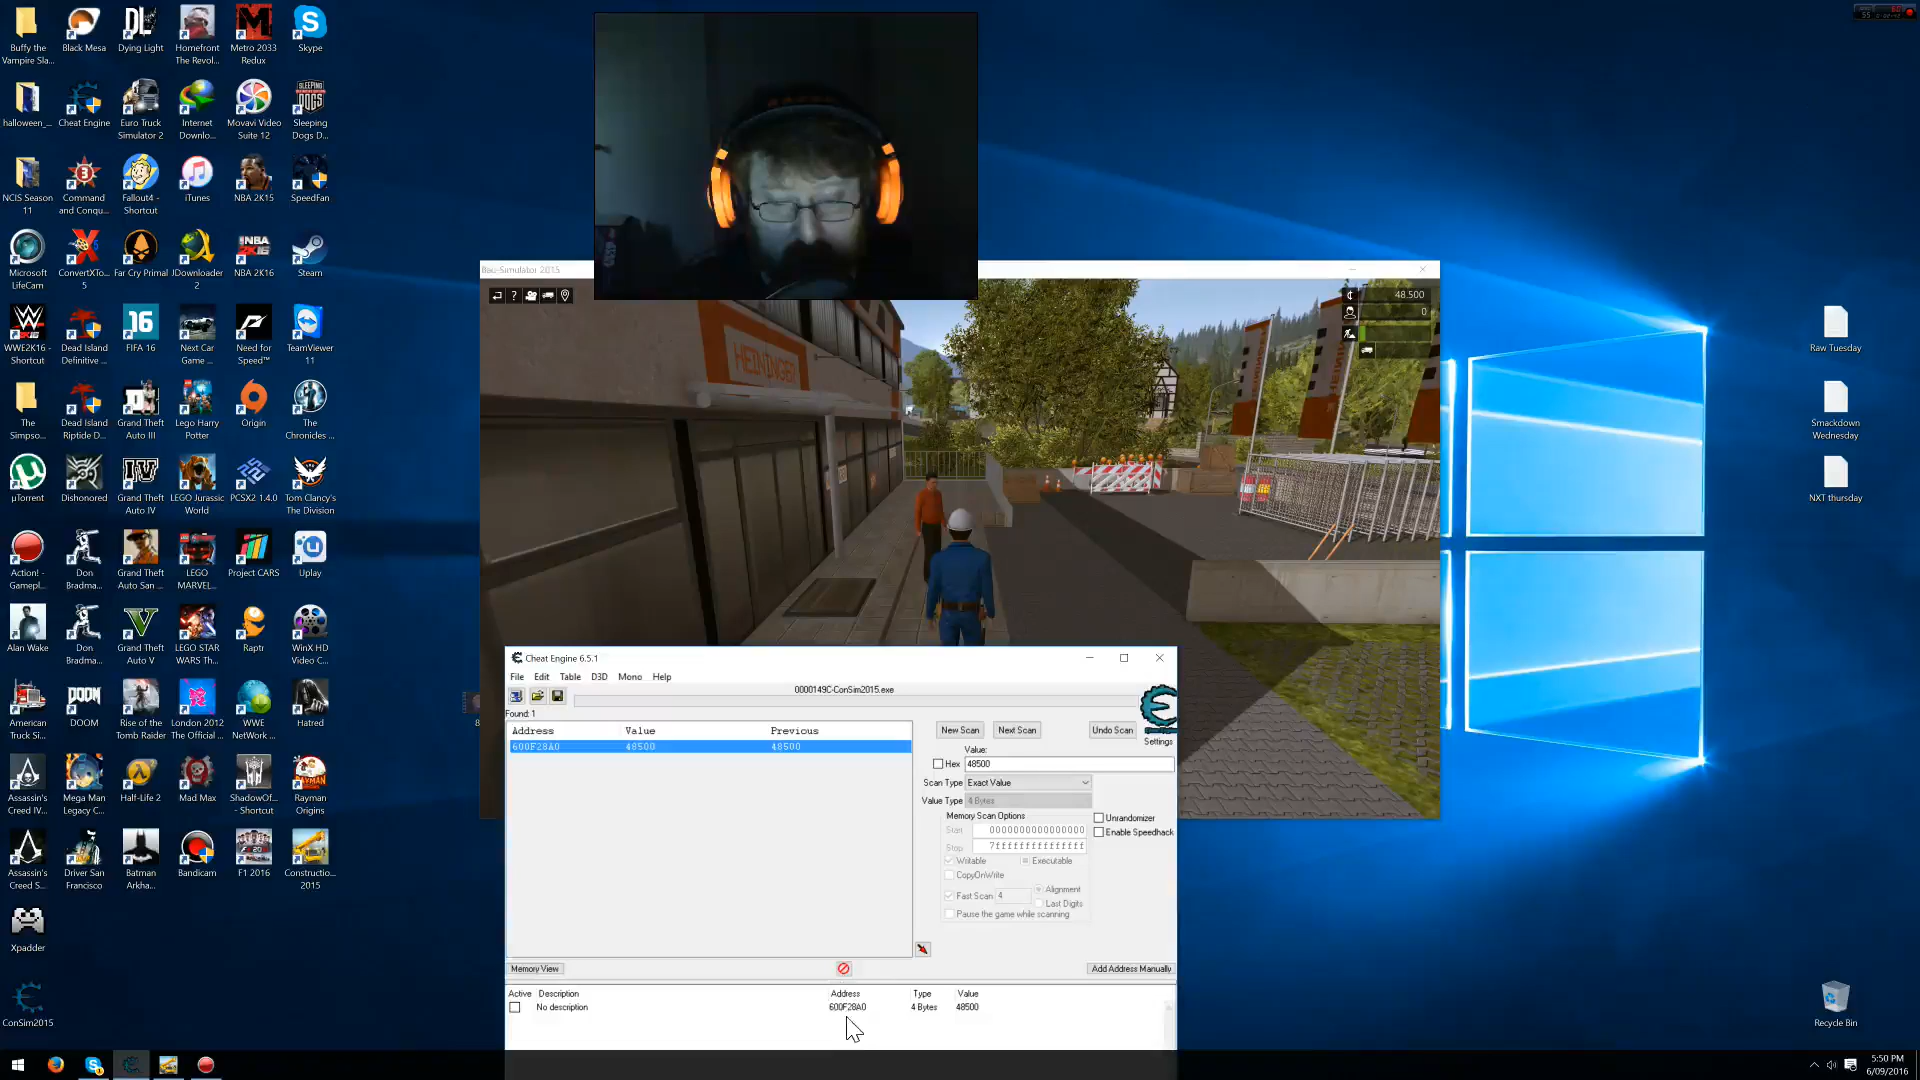 Buffy the
Vampire Sla...
Black Mesa
Dying Light
Homefront
The Revol...
Metro 2033
Redux
Skype
halloween_...
Cheat Engine
Euro Truck
Simulator 2
Internet
Downlo...
Movavi Video
Suite 12
Sleeping
Dogs D...
NCIS Season
11
Command
and Conqu...
Fallout4 -
Shortcut
iTunes
NBA 2K15
SpeedFan
Microsoft
LifeCam
ConvertXTo...
5
Far Cry Primal
JDownloader
2
NBA 2K16
Steam
WWE2K16 -
Shortcut
Dead Island
Definitive ...
FIFA 16
Next Car
Game ...
Need for
Speed™
TeamViewer
11
The
Simpso...
Dead Island
Riptide D...
Grand Theft
Auto III
Lego Harry
Potter
Origin
The
Chronicles ...
µTorrent
Dishonored
Grand Theft
Auto IV
LEGO Jurassic
World
PCSX2 1.4.0
Tom Clancy's
The Division
Action! -
Gamepl...
Don
Bradma...
Grand Theft
Auto San ...
LEGO
MARVEL...
Project CARS
Uplay
Alan Wake
Don
Bradma...
Grand Theft
Auto V
LEGO STAR
WARS Th...
Raptr
WinX HD
Video C...
American
Truck Si...
DOOM
Rise of the
Tomb Raider
London 2012
The Official ...
WWE
NetWork ...
Hatred
Assassin's
Creed IV...
Mega Man
Legacy C...
Half-Life 2
Mad Max
ShadowOf...
- Shortcut
Rayman
Origins
Assassin's
Creed S...
Driver San
Francisco
Batman
Arkha...
Bandicam
F1 2016
Constructio...
2015
Xpadder
ConSim2015
Bau-Simulator 2015
48.500
0
HEININGER
Cheat Engine 6.5.1
File Edit Table D3D Mono Help
0000149C-ConSim2015.exe
Found: 1
Address Value Previous
600F28A0 48500 48500
New Scan Next Scan Undo Scan
Settings
Value:
Hex 48500
Scan Type Exact Value
Value Type 4 Bytes
Memory Scan Options
Start 0000000000000000
Stop 7fffffffffffffff
Writable Executable
CopyOnWrite
Fast Scan 4 Alignment
Last Digits
Pause the game while scanning
Unrandomizer
Enable Speedhack
Memory View
Add Address Manually
Active Description Address Type Value
No description 600F28A0 4 Bytes 48500
Raw Tuesday
Smackdown
Wednesday
NXT thursday
Recycle Bin
5:50 PM
6/09/2016